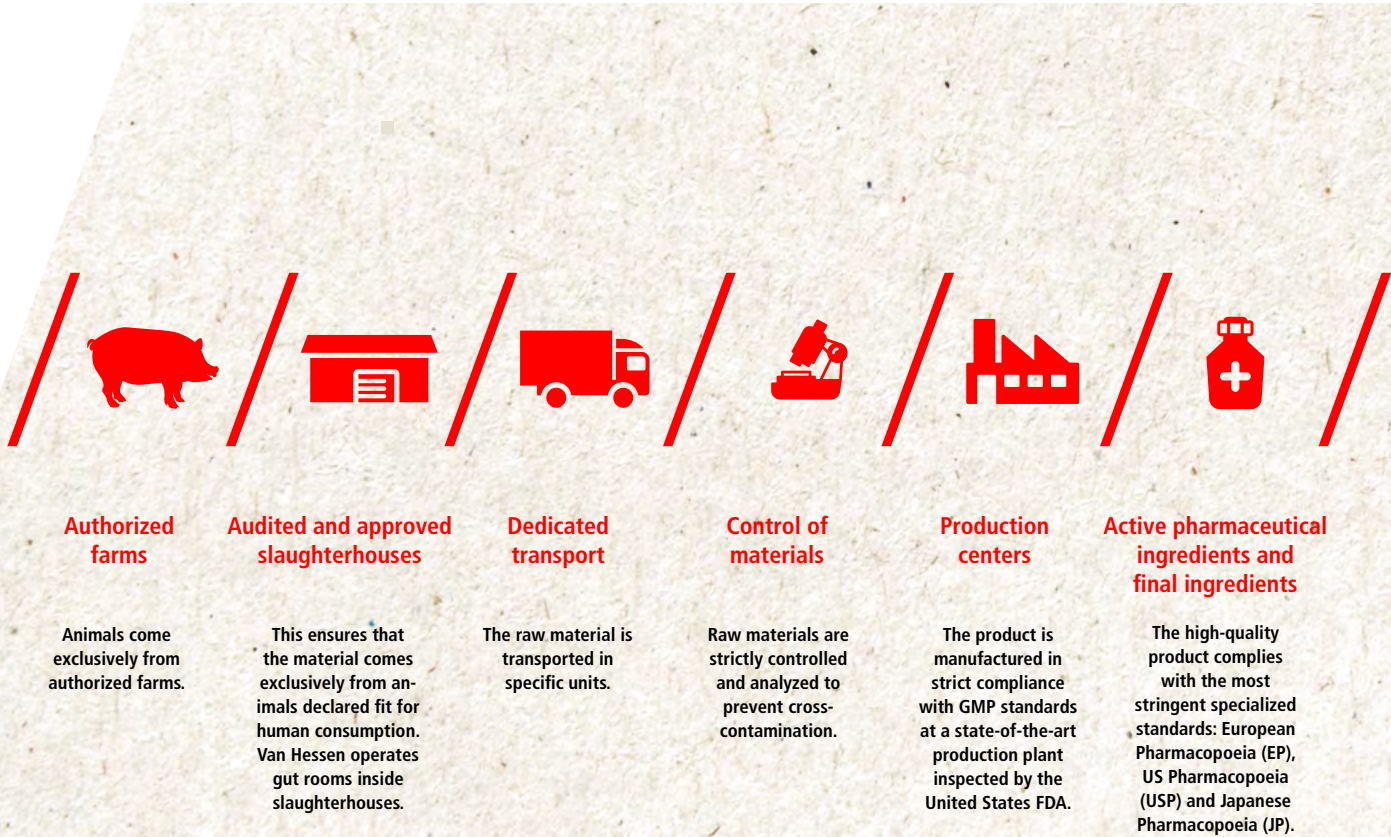 Authorized
farms
Animals come
exclusively from
authorized farms.
Audited and approved
slaughterhouses
This ensures that
the material comes
exclusively from an-
imals declared fit for
human consumption.
Van Hessen operates
gut rooms inside
slaughterhouses.
Dedicated
transport
The raw material is
transported in
specific units.
Control of
materials
Raw materials are
strictly controlled
and analyzed to
prevent cross-
contamination.
Production
centers
The product is
manufactured in
strict compliance
with GMP standards
at a state-of-the-art
production plant
inspected by the
United States FDA.
Active pharmaceutical
ingredients and
final ingredients
The high-quality
product complies
with the most
stringent specialized
standards: European
Pharmacopoeia (EP),
US Pharmacopoeia
(USP) and Japanese
Pharmacopoeia (JP).